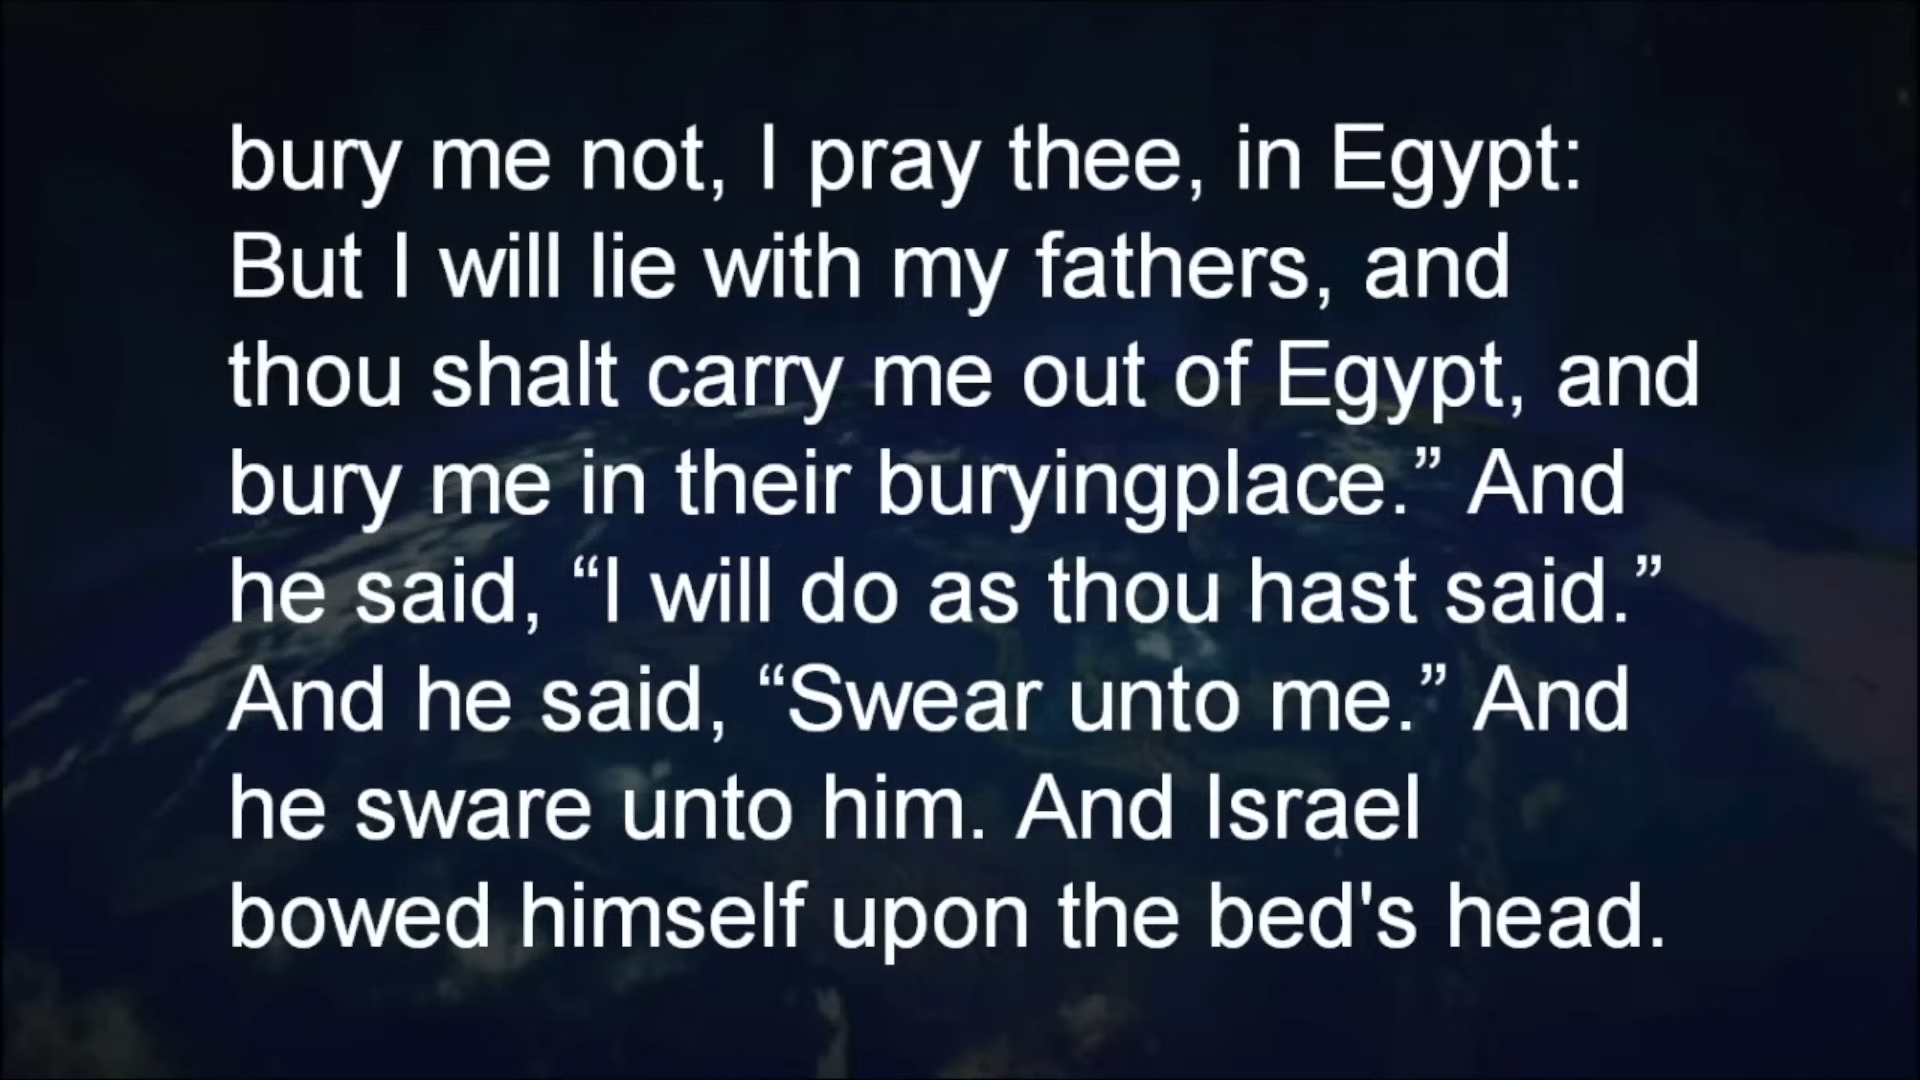 bury me not, I pray thee, in Egypt:
But I will lie with my fathers, and
thou shalt carry me out of Egypt, and
bury me in their buryingplace.” And
he said, “I will do as thou hast said.”
And he said, “Swear unto me.” And
he sware unto him. And Israel
bowed himself upon the bed's head.